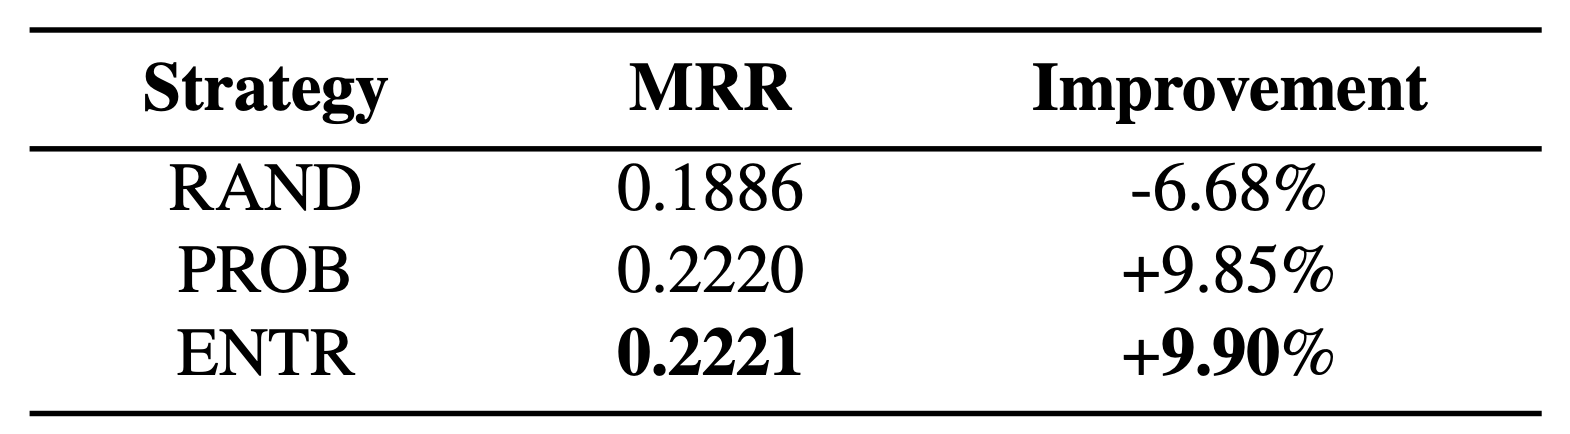 Strategy MRR Improvement
RAND 0.1886 -6.68%
PROB 0.2220 +9.85%
ENTR 0.2221 +9.90%